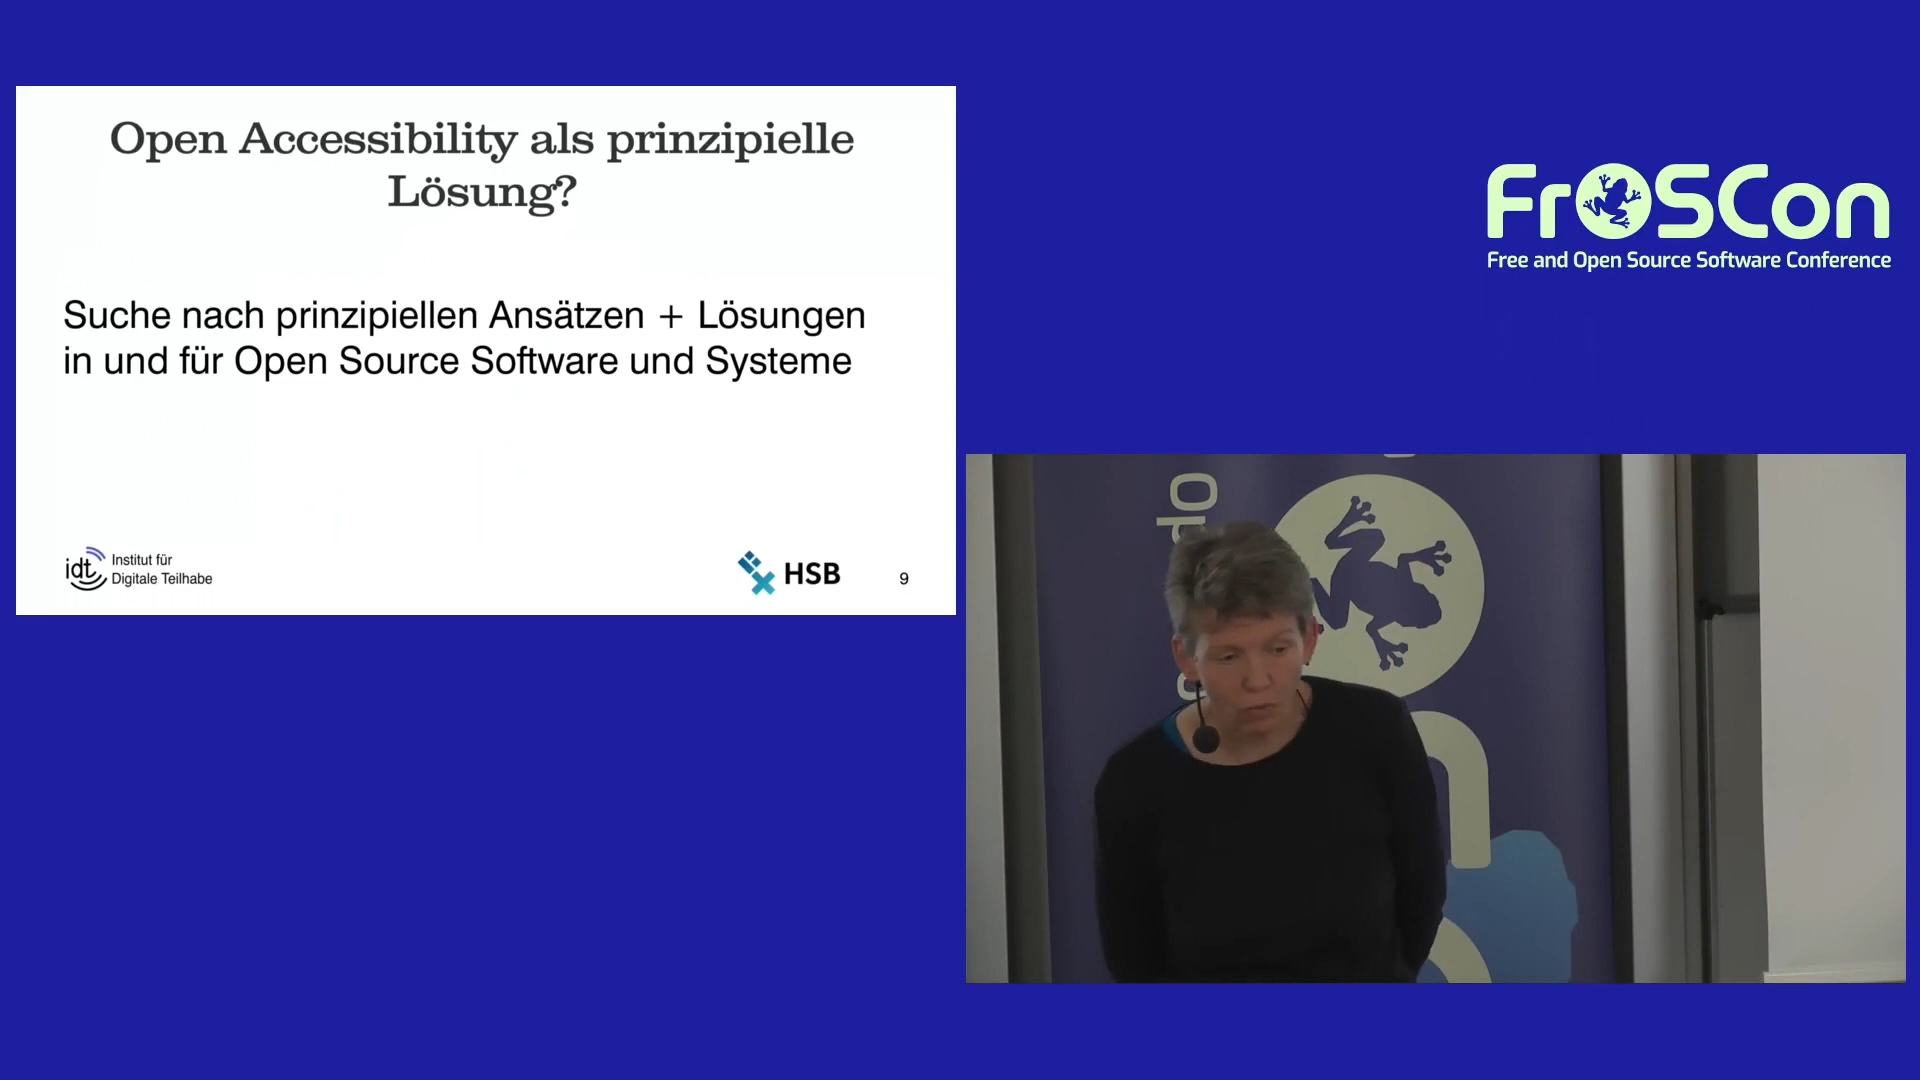 Open Accessibility als prinzipielle
Lösung?
Suche nach prinzipiellen Ansätzen + Lösungen
in und für Open Source Software und Systeme
idt Institut für
Digitale Teilhabe
HSB
9
FrOSCon
Free and Open Source Software Conference